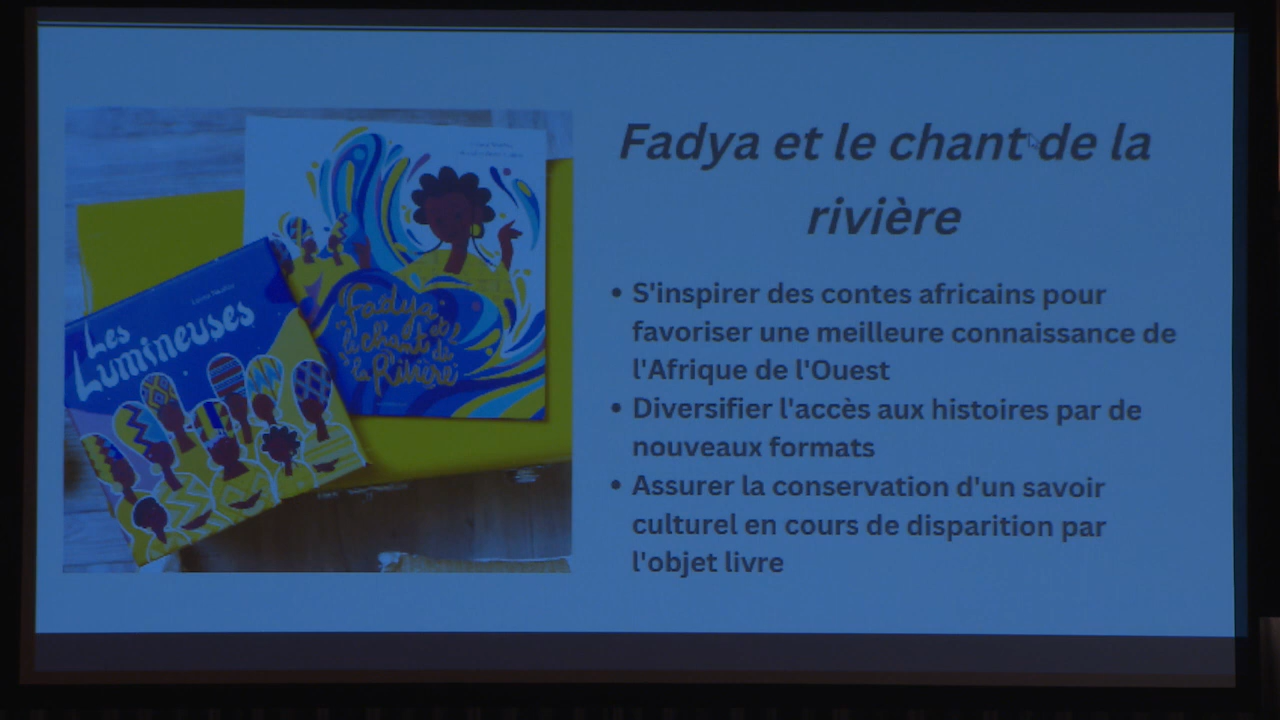 Fadya et le chant de la
rivière
S'inspirer des contes africains pour
favoriser une meilleure connaissance de
l'Afrique de l'Ouest
Diversifier l'accès aux histoires par de
nouveaux formats
Assurer la conservation d'un savoir
culturel en cours de disparition par
l'objet livre
Fadya
et
le chant
de
la Rivière
Les
Lumineuses